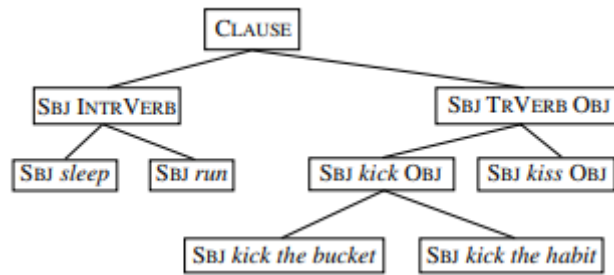 CLAUSE
SBJ INTRVERB
SBJ TRVERB OBJ
SBJ sleep
SBJ run
SBJ kick OBJ
SBJ kiss OBJ
SBJ kick the bucket
SBJ kick the habit